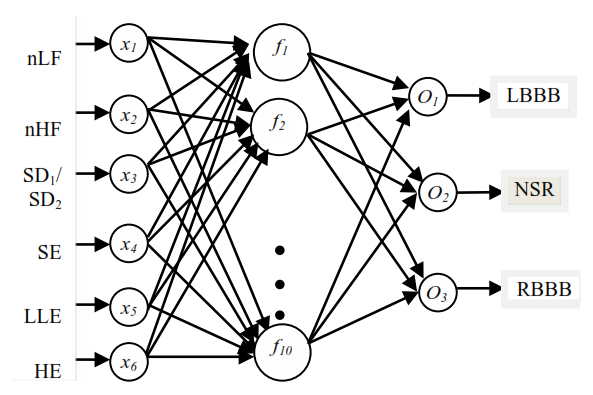 nLF
nHF
SD₁/
SD₂
SE
LLE
HE
x₁
x₂
x₃
x₄
x₅
x₆
f₁
f₂
f₁₀
O₁
O₂
O₃
LBBB
NSR
RBBB